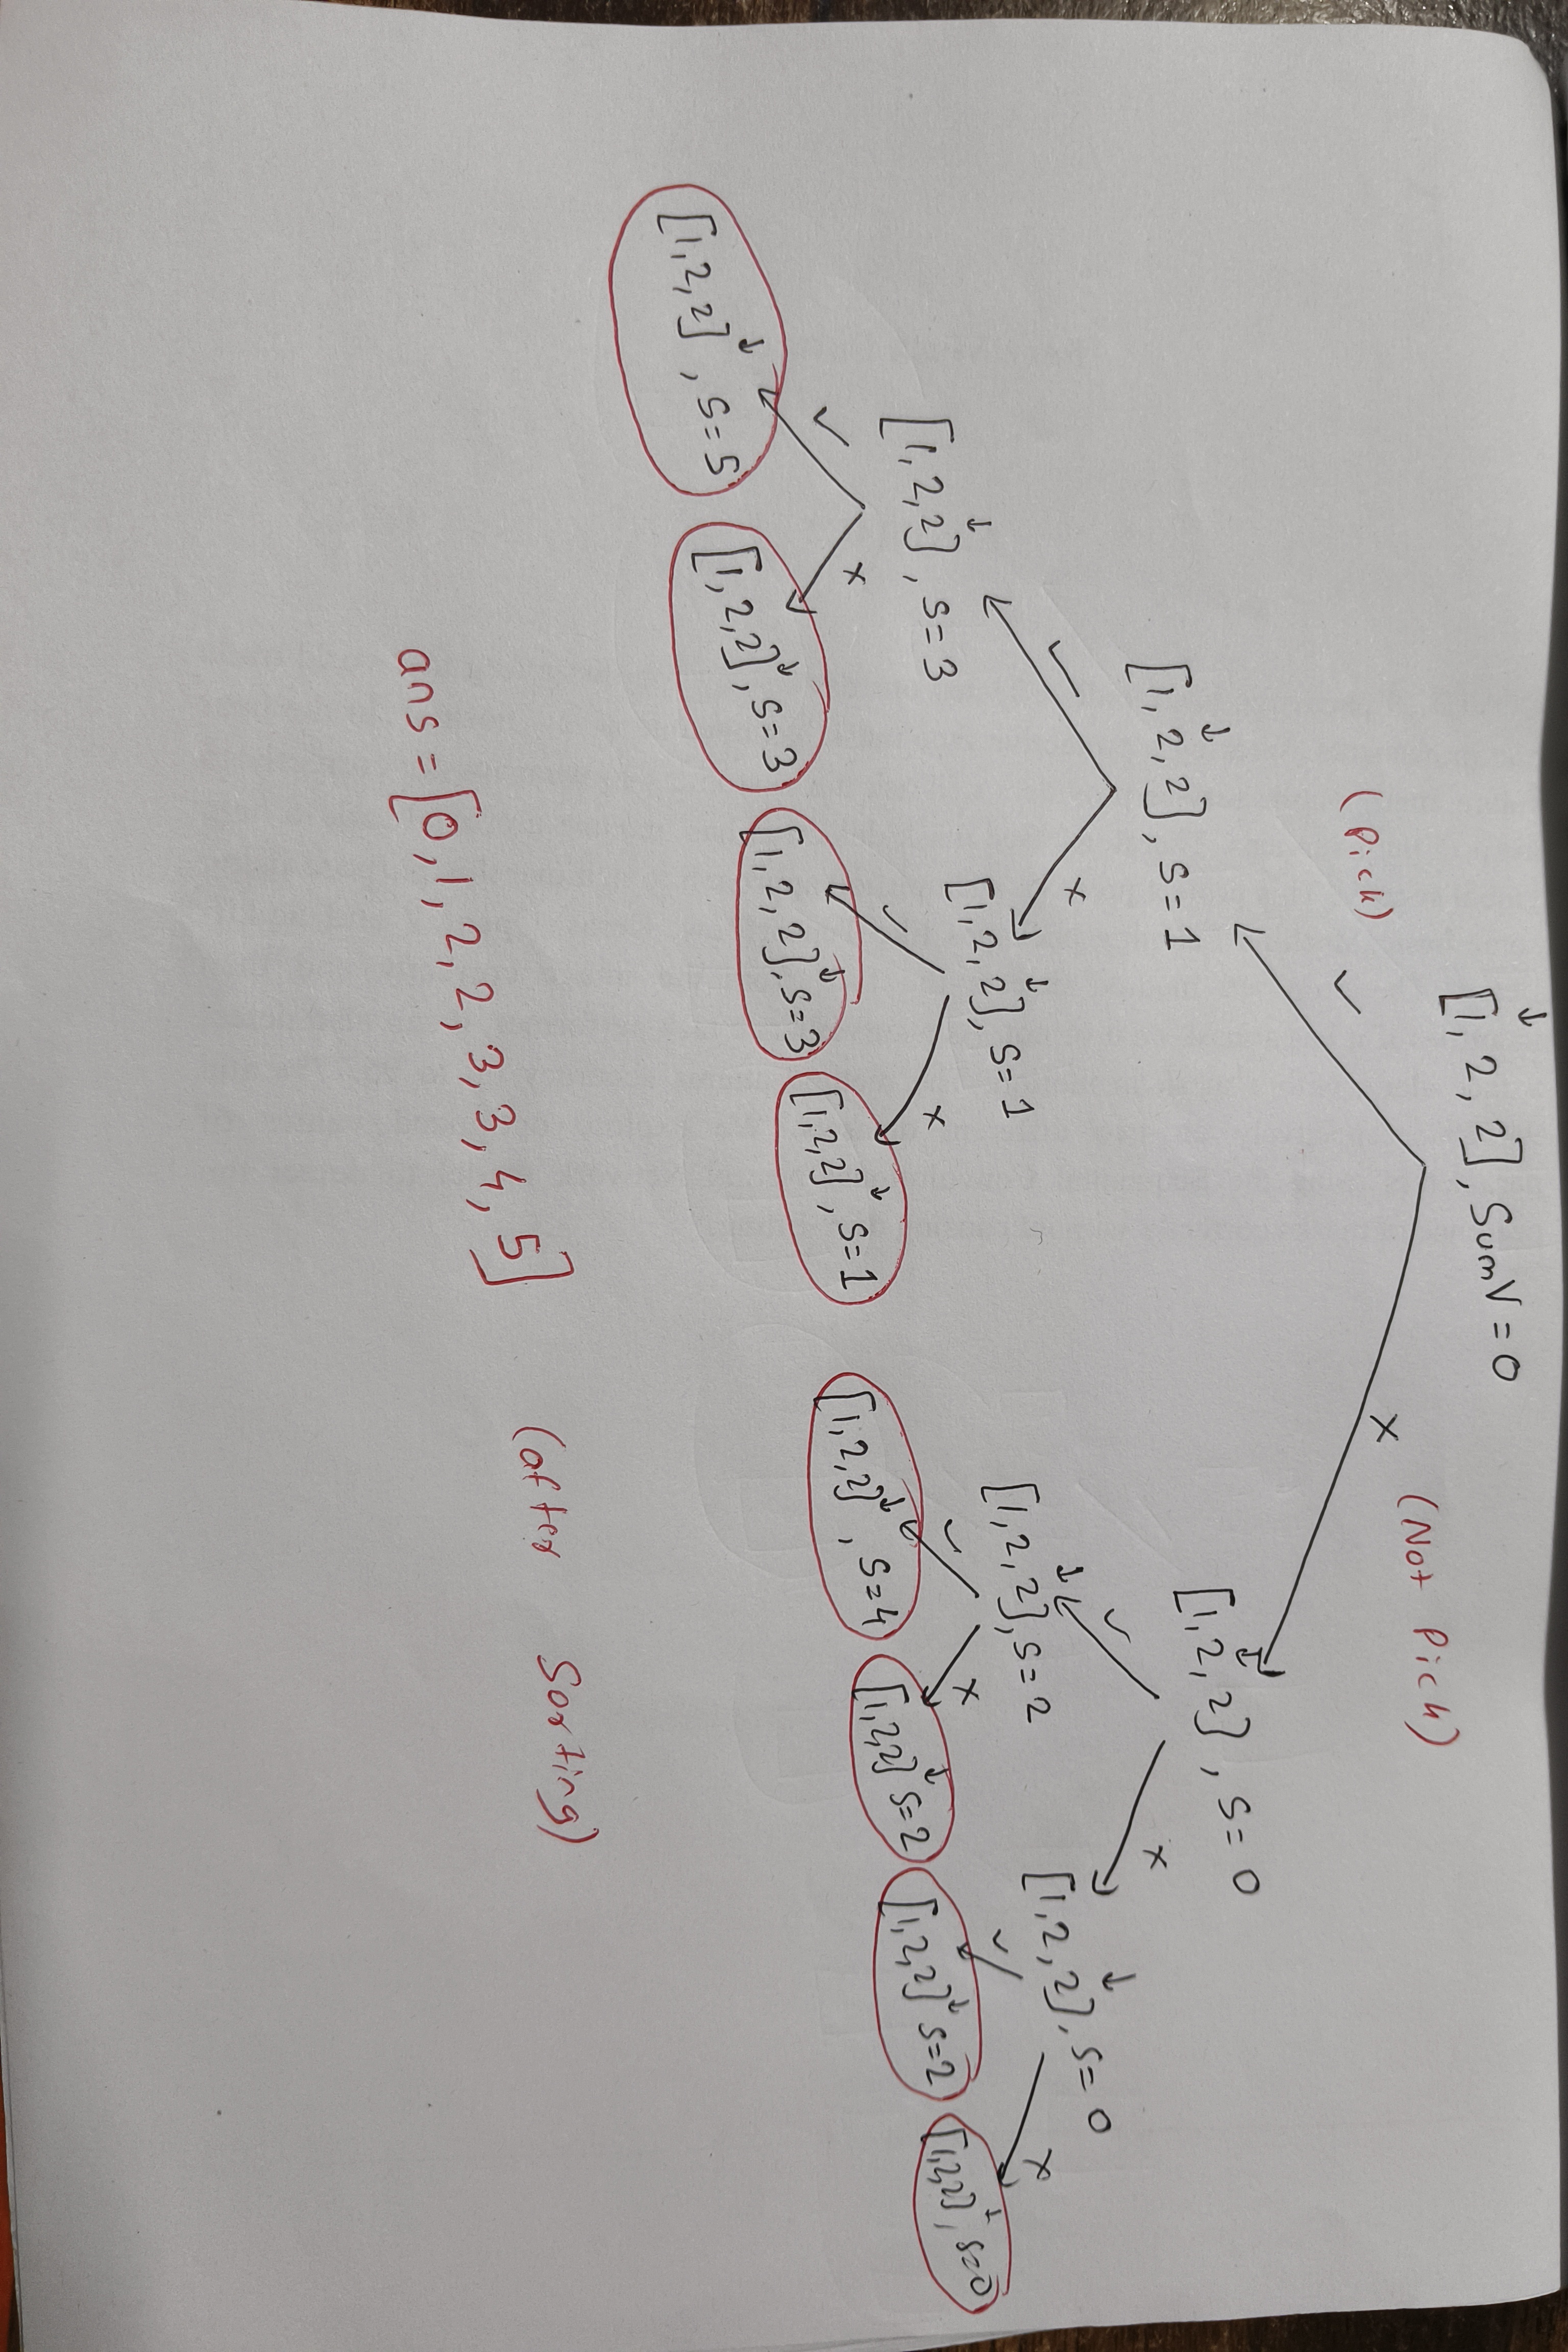 ↓
[1, 2, 2], SumV = 0
(Pick) ✓
× (Not Pick)
↓
[1, 2, 2], S = 1
↓
[1, 2, 2], S = 0
✓ ×
✓ ×
↓
[1, 2, 2], S = 3
↓
[1, 2, 2], S = 1
↓
[1, 2, 2], S = 2
↓
[1, 2, 2], S = 0
✓ ×
✓ ×
✓ ×
✓ ×
[1, 2, 2]↓, S = 5
[1, 2, 2]↓, S = 3
[1, 2, 2]↓, S = 3
[1, 2, 2]↓, S = 1
[1, 2, 2]↓, S = 4
[1, 2, 2]↓ S = 2
[1, 2, 2]↓ S = 2
[1, 2, 2]↓, S = 0
ans = [0, 1, 2, 2, 3, 3, 4, 5] (after Sorting)